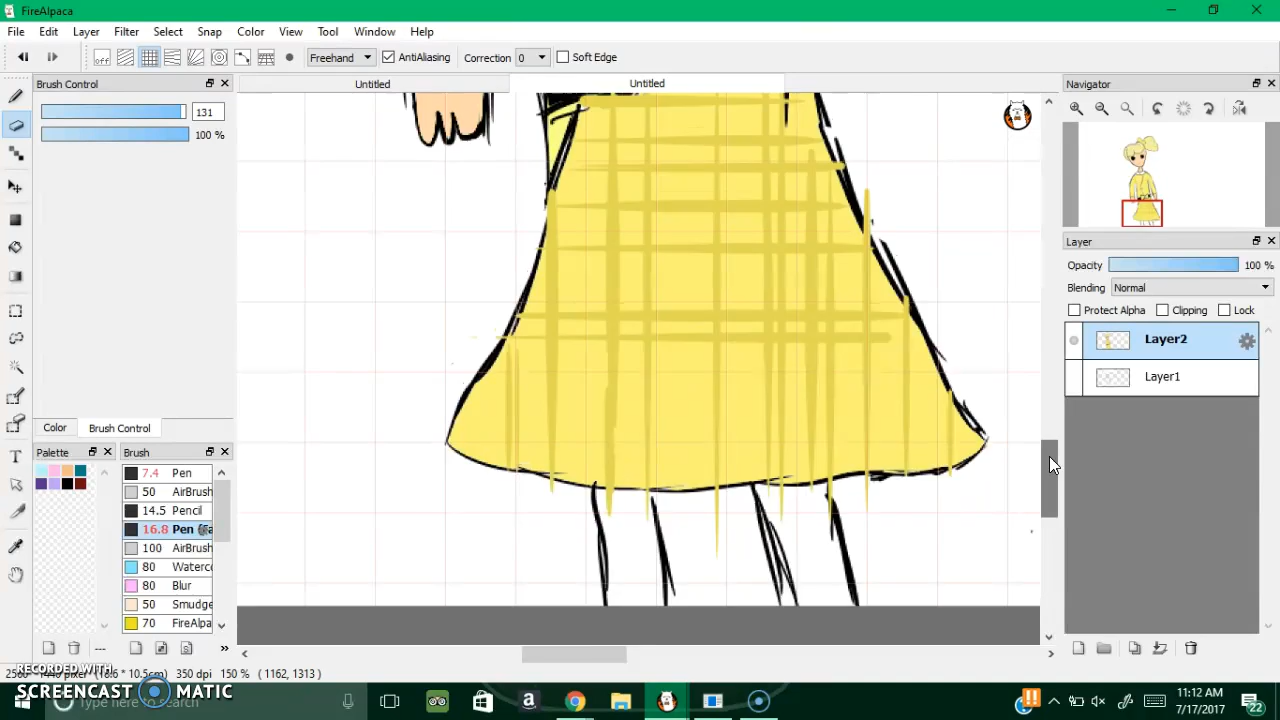 FireAlpaca
File Edit Layer Filter Select Snap Color View Tool Window Help
off Freehand AntiAliasing Correction 0 Soft Edge
Brush Control Untitled Untitled Navigator
131
100 %
Layer
Opacity 100 %
Blending Normal
Protect Alpha Clipping Lock
Layer2
Layer1
Color Brush Control
Palette Brush
7.4 Pen
50 AirBrush
14.5 Pencil
16.8 Pen (Fa
100 AirBrush
80 Waterco
80 Blur
50 Smudge
70 FireAlpa
350 dpi 150 % ( 1162, 1313 )
RECORDED WITH
SCREENCAST MATIC
11:12 AM
7/17/2017
22